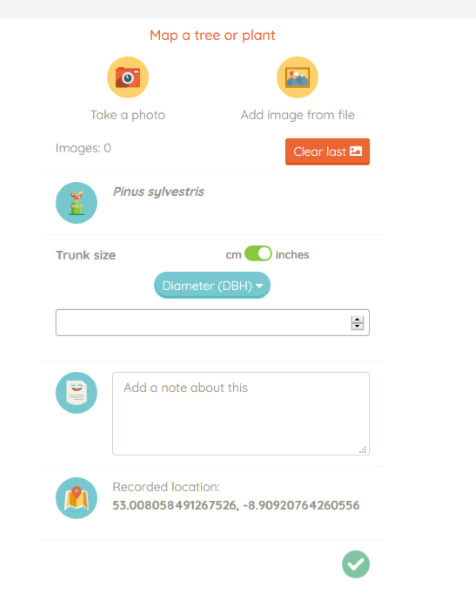 Map a tree or plant
Take a photo
Add image from file
Images: 0
Clear last
Pinus sylvestris
Trunk size
cm inches
Diameter (DBH)
Add a note about this
Recorded location:
53.008058491267526, -8.90920764260556